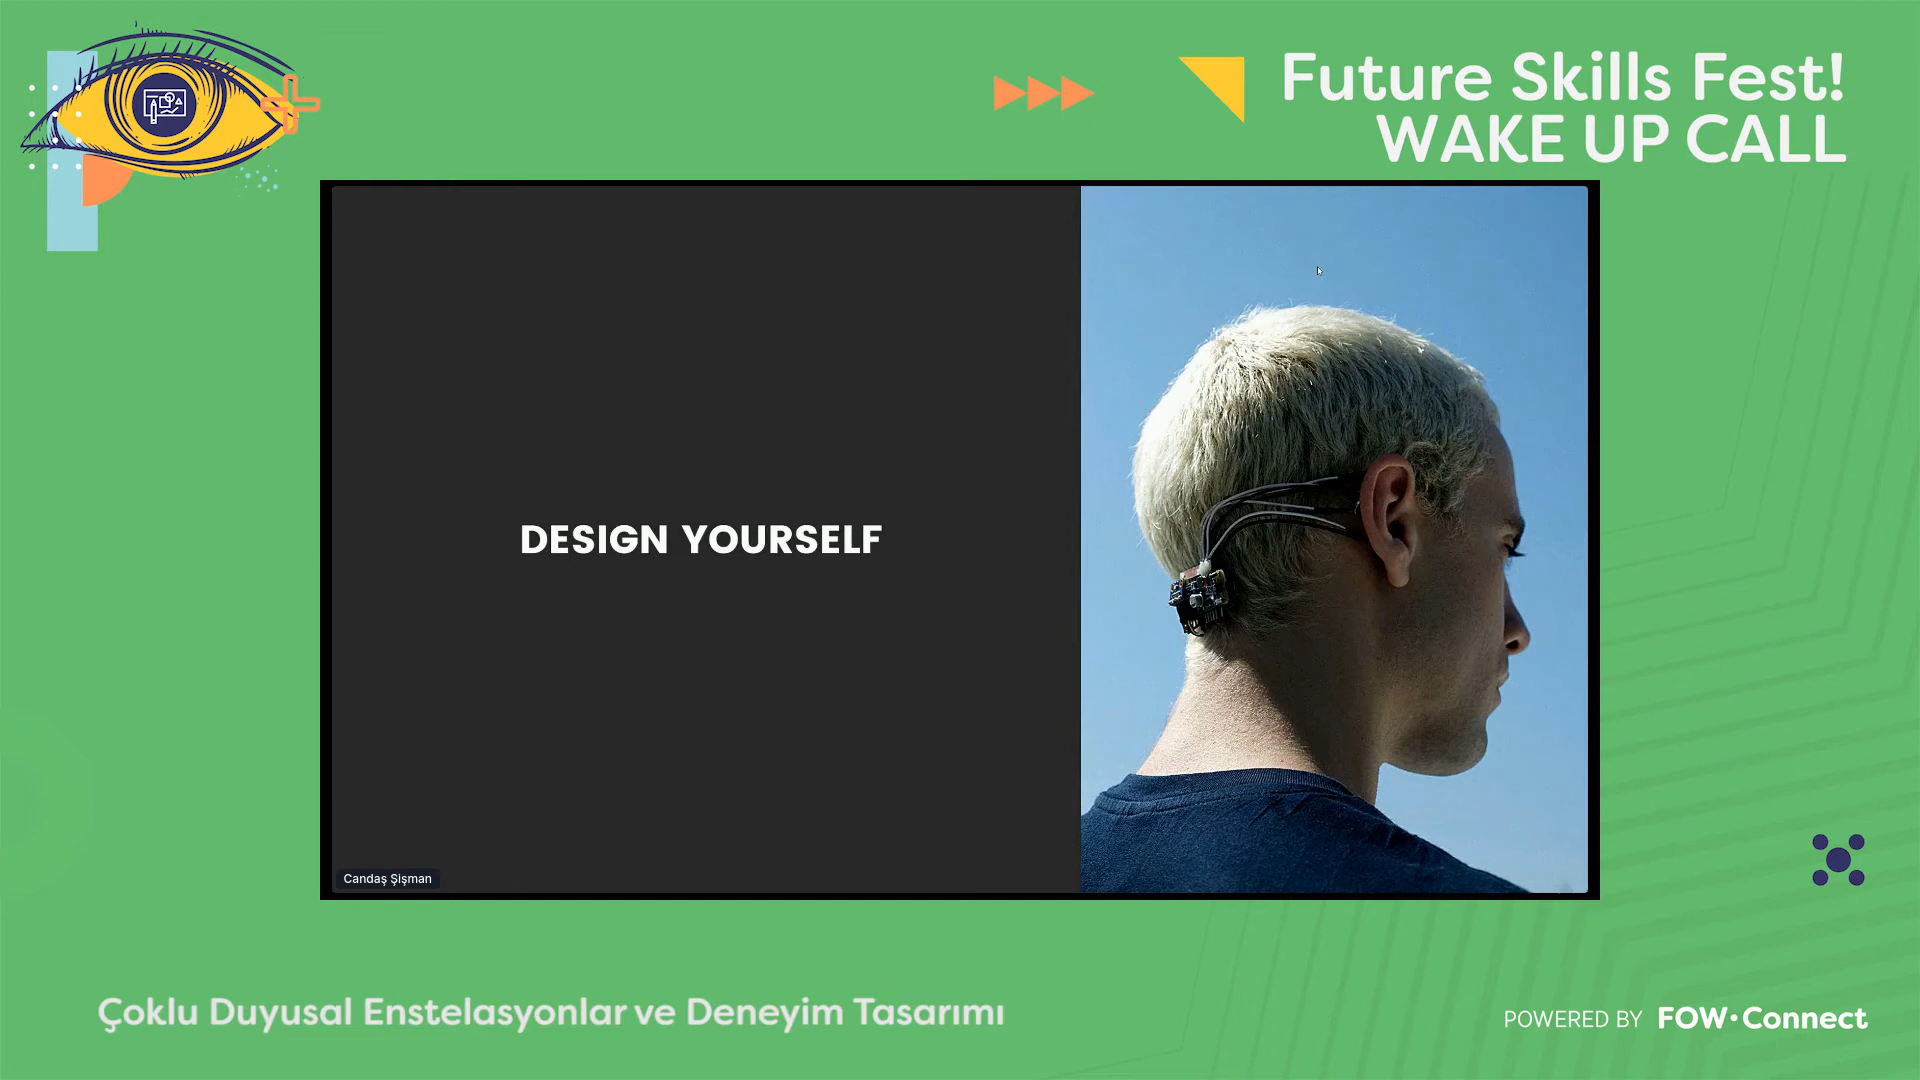 Future Skills Fest!
WAKE UP CALL
DESIGN YOURSELF
Candaş Şişman
Çoklu Duyusal Enstelasyonlar ve Deneyim Tasarımı
POWERED BY FOW·Connect